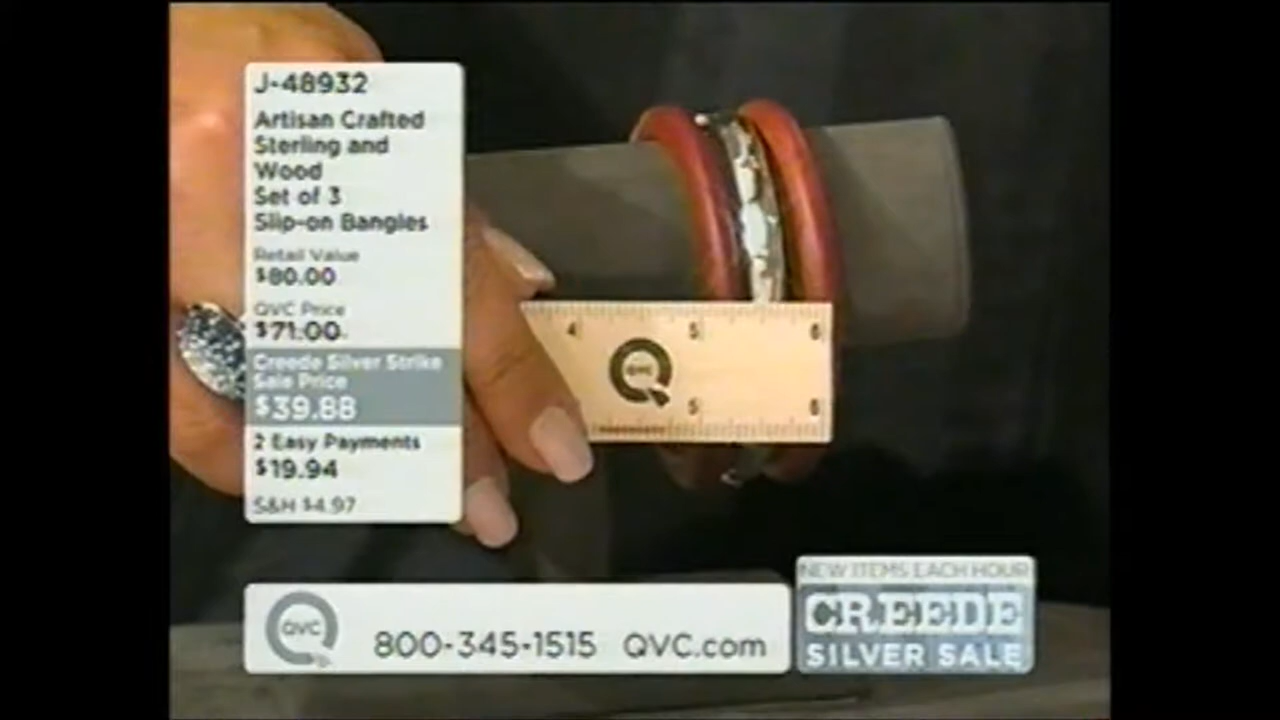 J-48932
Artisan Crafted
Sterling and
Wood
Set of 3
Slip-on Bangles
Retail Value
$80.00
QVC Price
$71.00
Creede Silver Strike
Sale Price
$39.88
2 Easy Payments
$19.94
S&H $4.97
4 5 6
QVC
5 6
QVC
800-345-1515 QVC.com
NEW ITEMS EACH HOUR
CREEDE
SILVER SALE